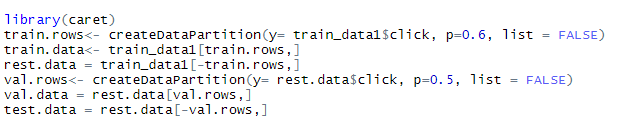 library(caret)
train.rows<- createDataPartition(y= train_data1$click, p=0.6, list = FALSE)
train.data<- train_data1[train.rows,]
rest.data = train_data1[-train.rows,]
val.rows<- createDataPartition(y= rest.data$click, p=0.5, list = FALSE)
val.data = rest.data[val.rows,]
test.data = rest.data[-val.rows,]